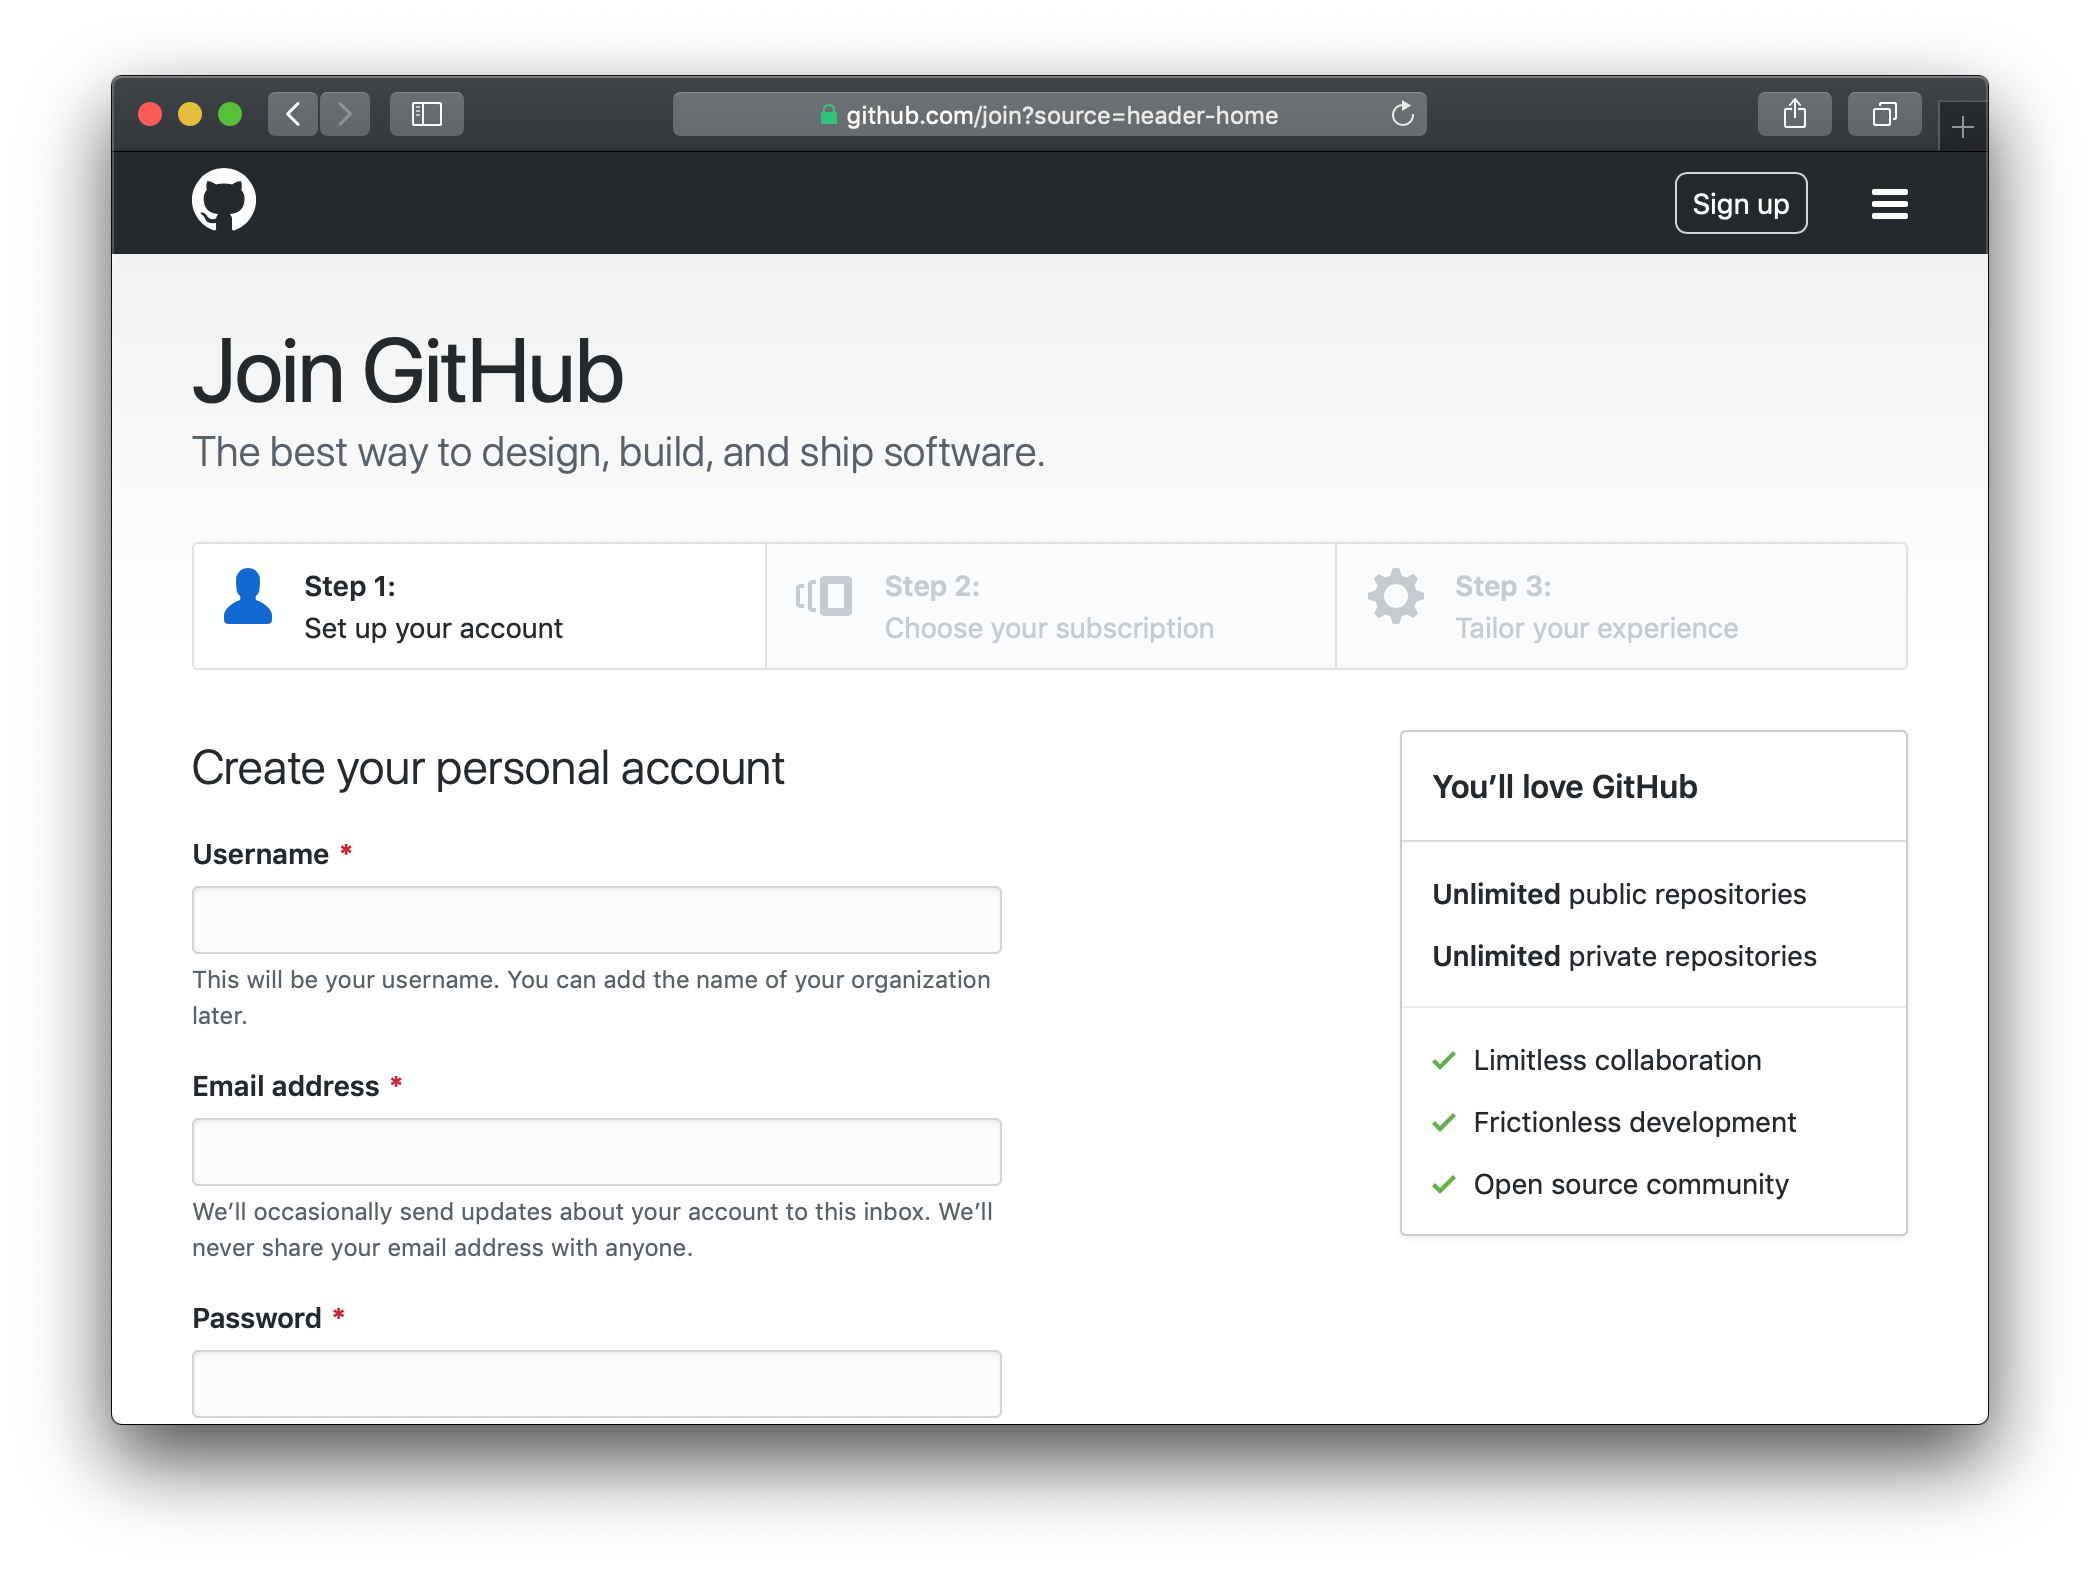 github.com/join?source=header-home
Sign up
Join GitHub
The best way to design, build, and ship software.
Step 1:
Set up your account
Step 2:
Choose your subscription
Step 3:
Tailor your experience
Create your personal account
Username *
This will be your username. You can add the name of your organization
later.
Email address *
We’ll occasionally send updates about your account to this inbox. We’ll
never share your email address with anyone.
Password *
You’ll love GitHub
Unlimited public repositories
Unlimited private repositories
Limitless collaboration
Frictionless development
Open source community